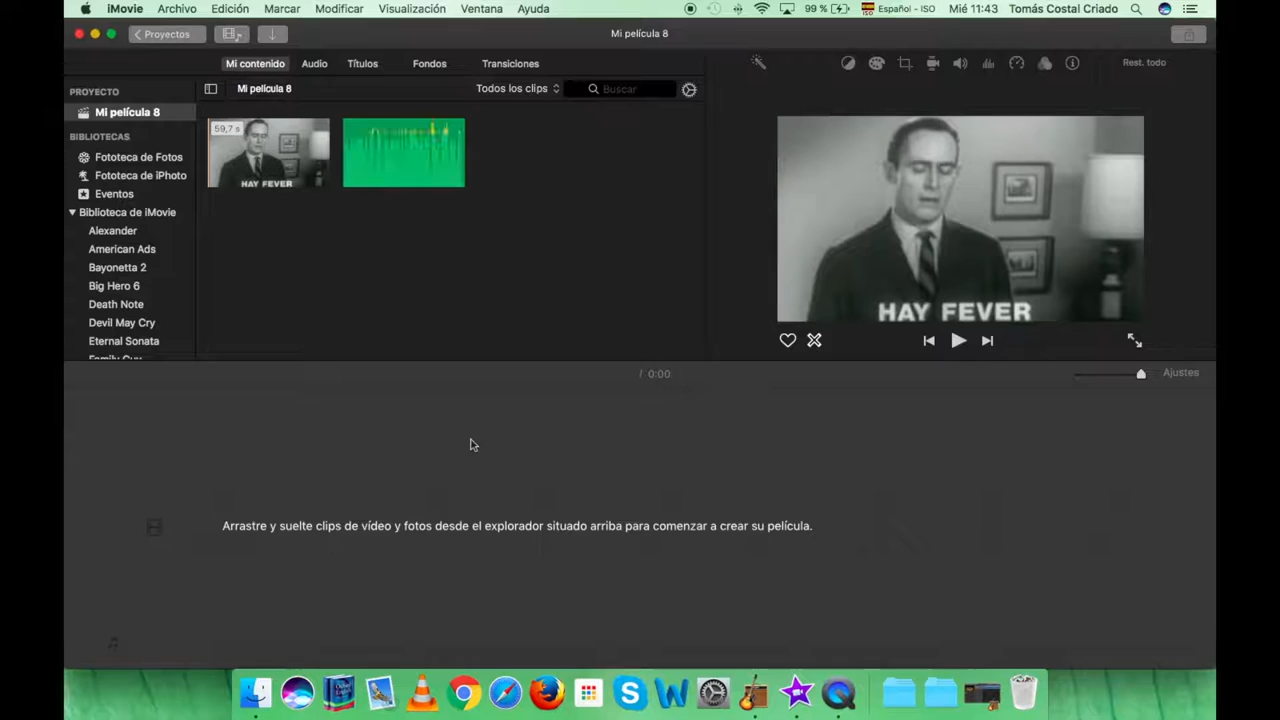 iMovie Archivo Edición Marcar Modificar Visualización Ventana Ayuda 99 % Español - ISO Mié 11:43 Tomás Costal Criado
Proyectos Mi película 8
Mi contenido Audio Títulos Fondos Transiciones Rest. todo
PROYECTO Mi película 8 Todos los clips Buscar
Mi película 8
BIBLIOTECAS
Fototeca de Fotos
Fototeca de iPhoto
Eventos
Biblioteca de iMovie
Alexander
American Ads
Bayonetta 2
Big Hero 6
Death Note
Devil May Cry
Eternal Sonata
Family Guy
59,7 s
HAY FEVER
HAY FEVER
/ 0:00 Ajustes
Arrastre y suelte clips de vídeo y fotos desde el explorador situado arriba para comenzar a crear su película.